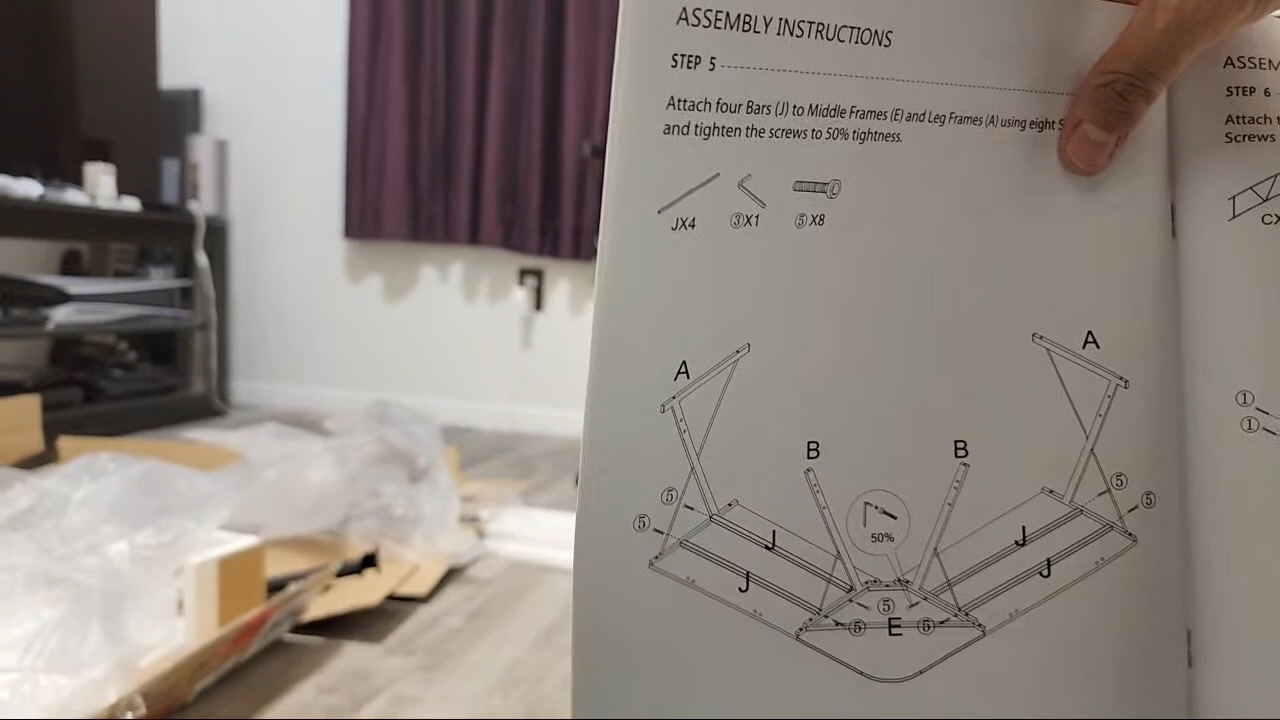 ASSEMBLY INSTRUCTIONS
STEP 5
Attach four Bars (J) to Middle Frames (E) and Leg Frames (A) using eight
and tighten the screws to 50% tightness.
JX4
③X1
⑤X8
A
A
B
B
⑤
⑤
⑤
⑤
50%
J
J
J
J
⑤
⑤
E
⑤
STEP 6
Attach
Screws
①
①